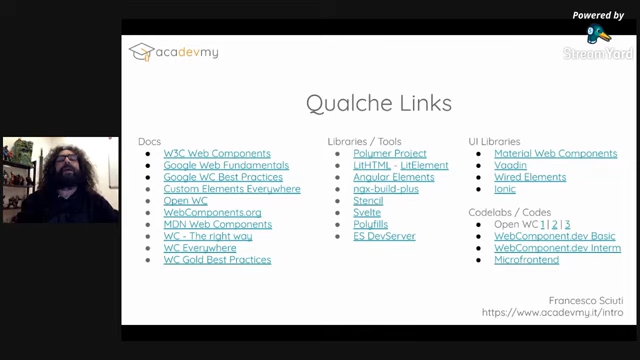 Powered by
StreamYard
acadevmy
Qualche Links
Docs
W3C Web Components
Google Web Fundamentals
Google WC Best Practices
Custom Elements Everywhere
Open WC
WebComponents.org
MDN Web Components
WC - The right way
WC Everywhere
WC Gold Best Practices
Libraries / Tools
Polymer Project
LitHTML - LitElement
Angular Elements
ngx-build-plus
Stencil
Svelte
Polyfills
ES DevServer
UI Libraries
Material Web Components
Vaadin
Wired Elements
Ionic
Codelabs / Codes
Open WC 1 | 2 | 3
WebComponent.dev Basic
WebComponent.dev Interm
Microfrontend
Francesco Sciuti
https://www.acadevmy.it/intro